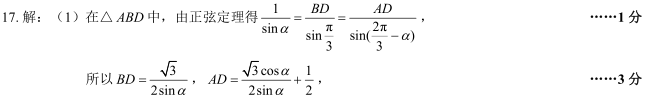 17.解：（1）在△ ABD 中，由正弦定理得 $\frac{1}{\sin\alpha}=\frac{BD}{\sin\frac{\pi}{3}}=\frac{AD}{\sin(\frac{2\pi}{3}-\alpha)}$， ……1 分
所以 $BD=\frac{\sqrt{3}}{2\sin\alpha}$，$AD=\frac{\sqrt{3}\cos\alpha}{2\sin\alpha}+\frac{1}{2}$， ……3 分